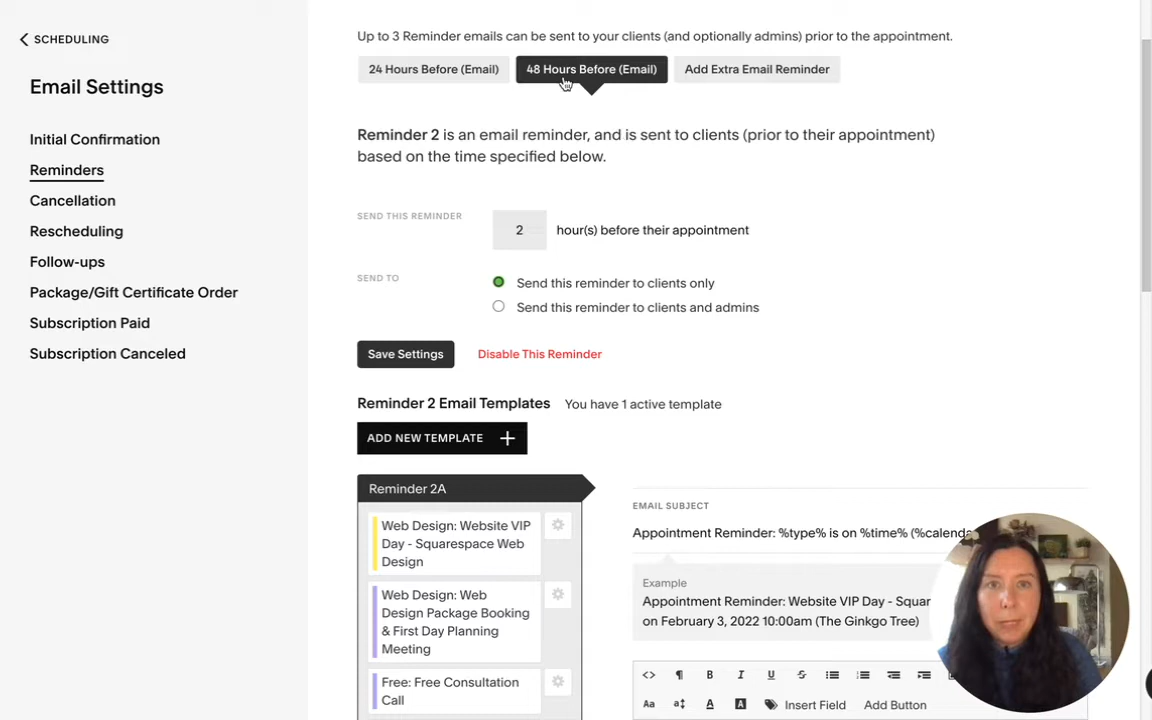 SCHEDULING
Email Settings
Initial Confirmation
Reminders
Cancellation
Rescheduling
Follow-ups
Package/Gift Certificate Order
Subscription Paid
Subscription Canceled
Up to 3 Reminder emails can be sent to your clients (and optionally admins) prior to the appointment.
24 Hours Before (Email)
48 Hours Before (Email)
Add Extra Email Reminder
Reminder 2 is an email reminder, and is sent to clients (prior to their appointment)
based on the time specified below.
SEND THIS REMINDER
2
hour(s) before their appointment
SEND TO
Send this reminder to clients only
Send this reminder to clients and admins
Save Settings
Disable This Reminder
Reminder 2 Email Templates
You have 1 active template
ADD NEW TEMPLATE
Reminder 2A
Web Design: Website VIP
Day - Squarespace Web
Design
Web Design: Web
Design Package Booking
& First Day Planning
Meeting
Free: Free Consultation
Call
EMAIL SUBJECT
Appointment Reminder: %type% is on %time% (%calenda
Example
Appointment Reminder: Website VIP Day - Squar
on February 3, 2022 10:00am (The Ginkgo Tree)
Insert Field
Add Button